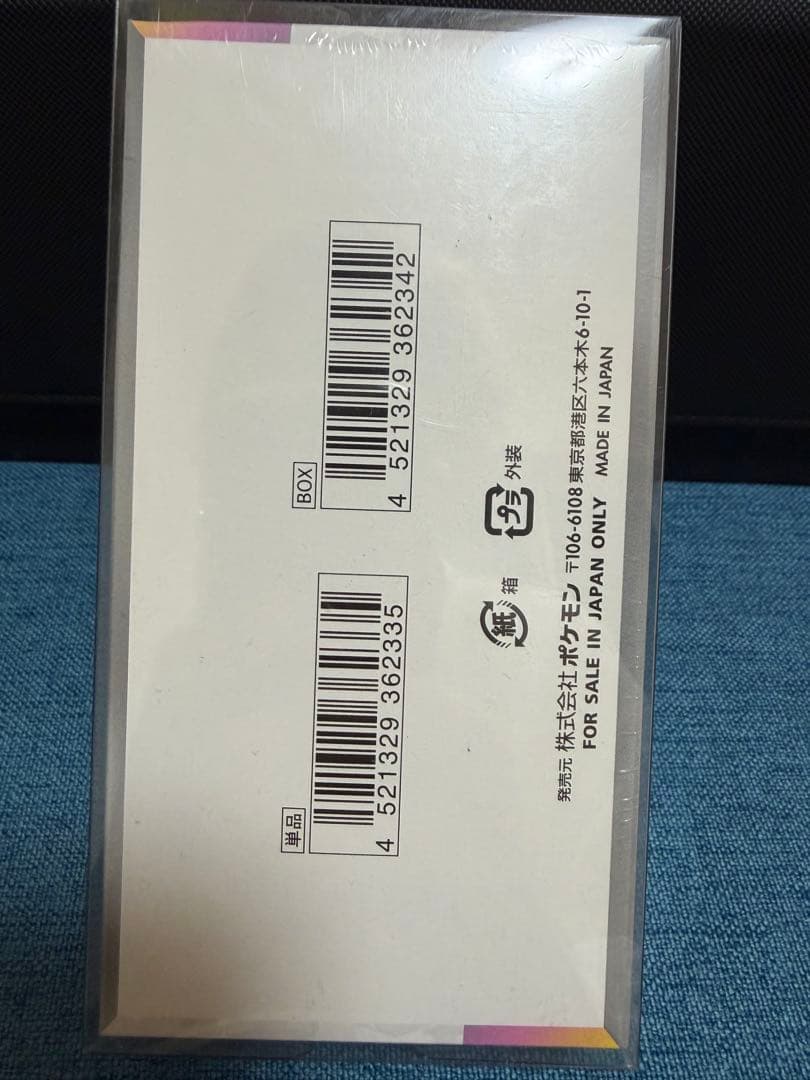 単品
4 521329 362335
BOX
4 521329 362342
紙 箱
プラ 外装
発売元 株式会社ポケモン 〒106-6108 東京都港区六本木6-10-1
FOR SALE IN JAPAN ONLY MADE IN JAPAN